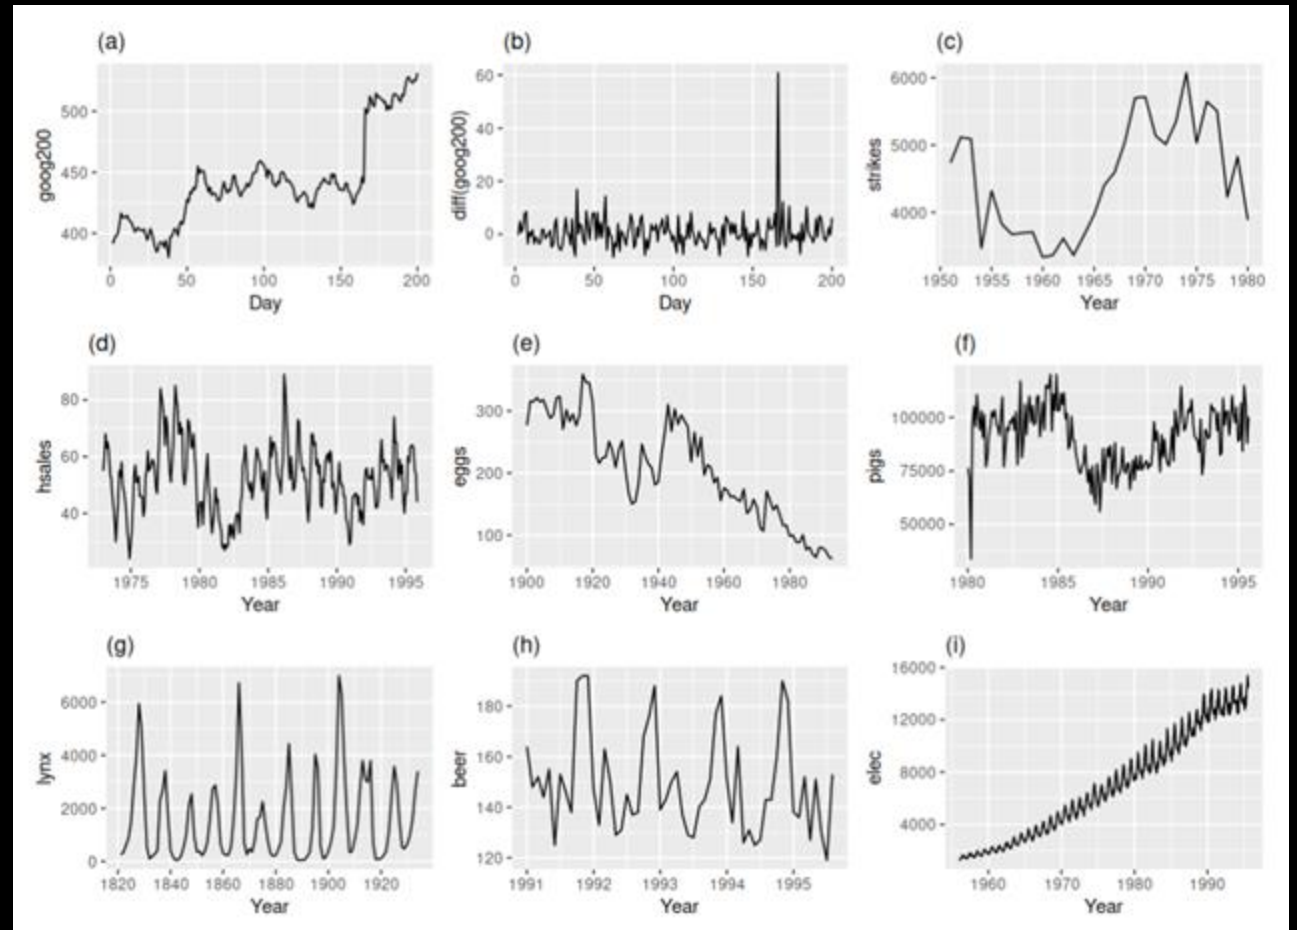 (a)
goog200
500
450
400
0 50 100 150 200
Day
(b)
diff(goog200)
60
40
20
0
0 50 100 150 200
Day
(c)
strikes
6000
5000
4000
1950 1955 1960 1965 1970 1975 1980
Year
(d)
hsales
80
60
40
1975 1980 1985 1990 1995
Year
(e)
eggs
300
200
100
1900 1920 1940 1960 1980
Year
(f)
pigs
100000
75000
50000
1980 1985 1990 1995
Year
(g)
lynx
6000
4000
2000
0
1820 1840 1860 1880 1900 1920
Year
(h)
beer
180
160
140
120
1991 1992 1993 1994 1995
Year
(i)
elec
16000
12000
8000
4000
1960 1970 1980 1990
Year